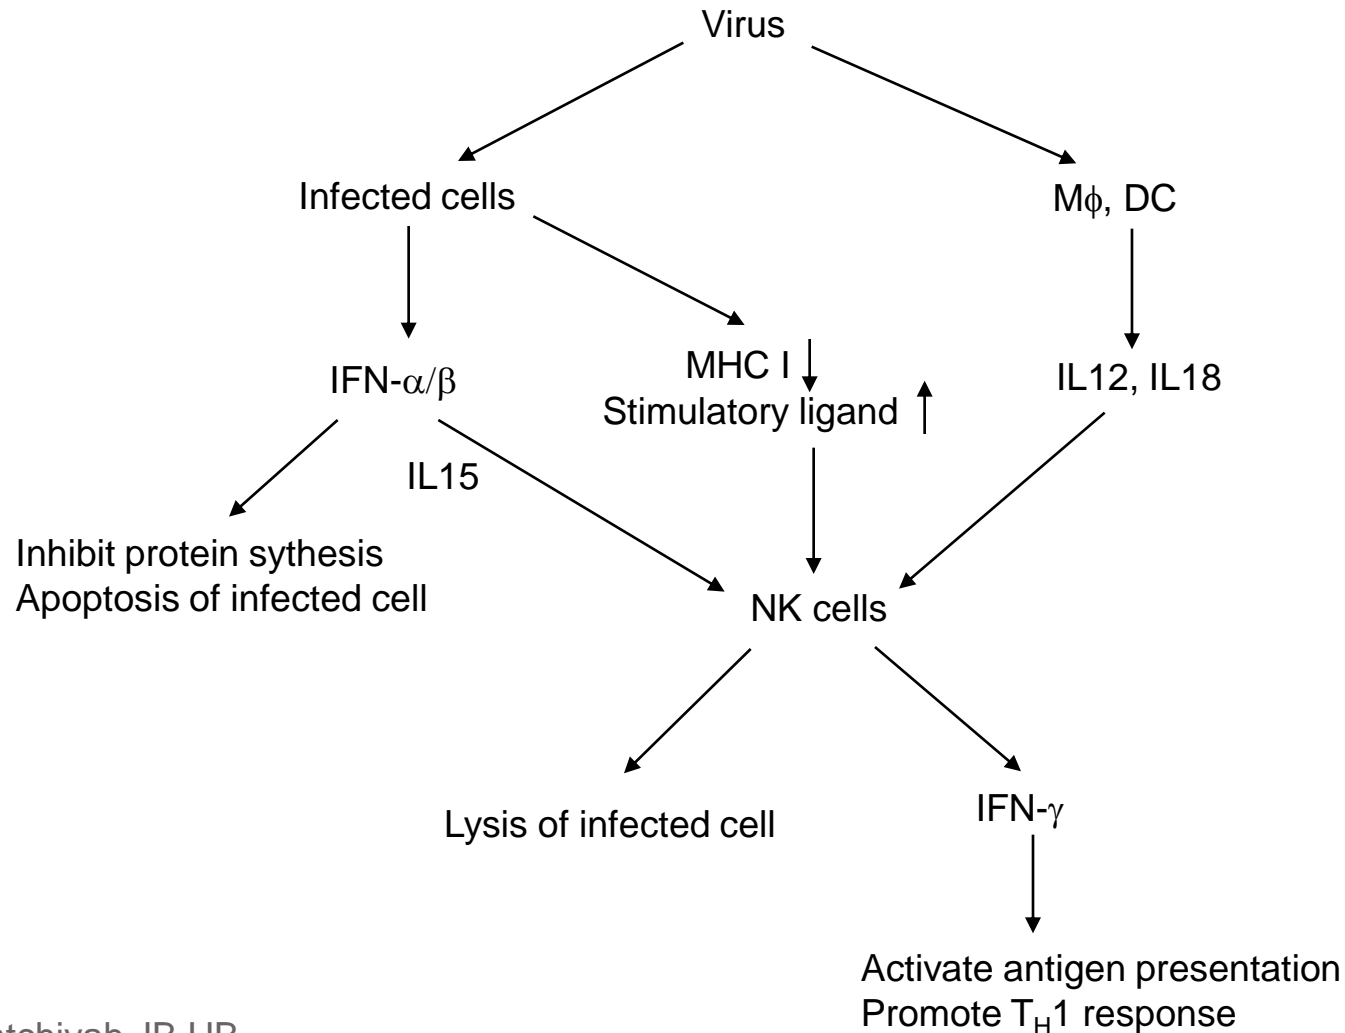 Virus
Infected cells
Mϕ, DC
IFN-α/β
MHC I
Stimulatory ligand
IL12, IL18
IL15
Inhibit protein sythesis
Apoptosis of infected cell
NK cells
Lysis of infected cell
IFN-γ
Activate antigen presentation
Promote TH1 response